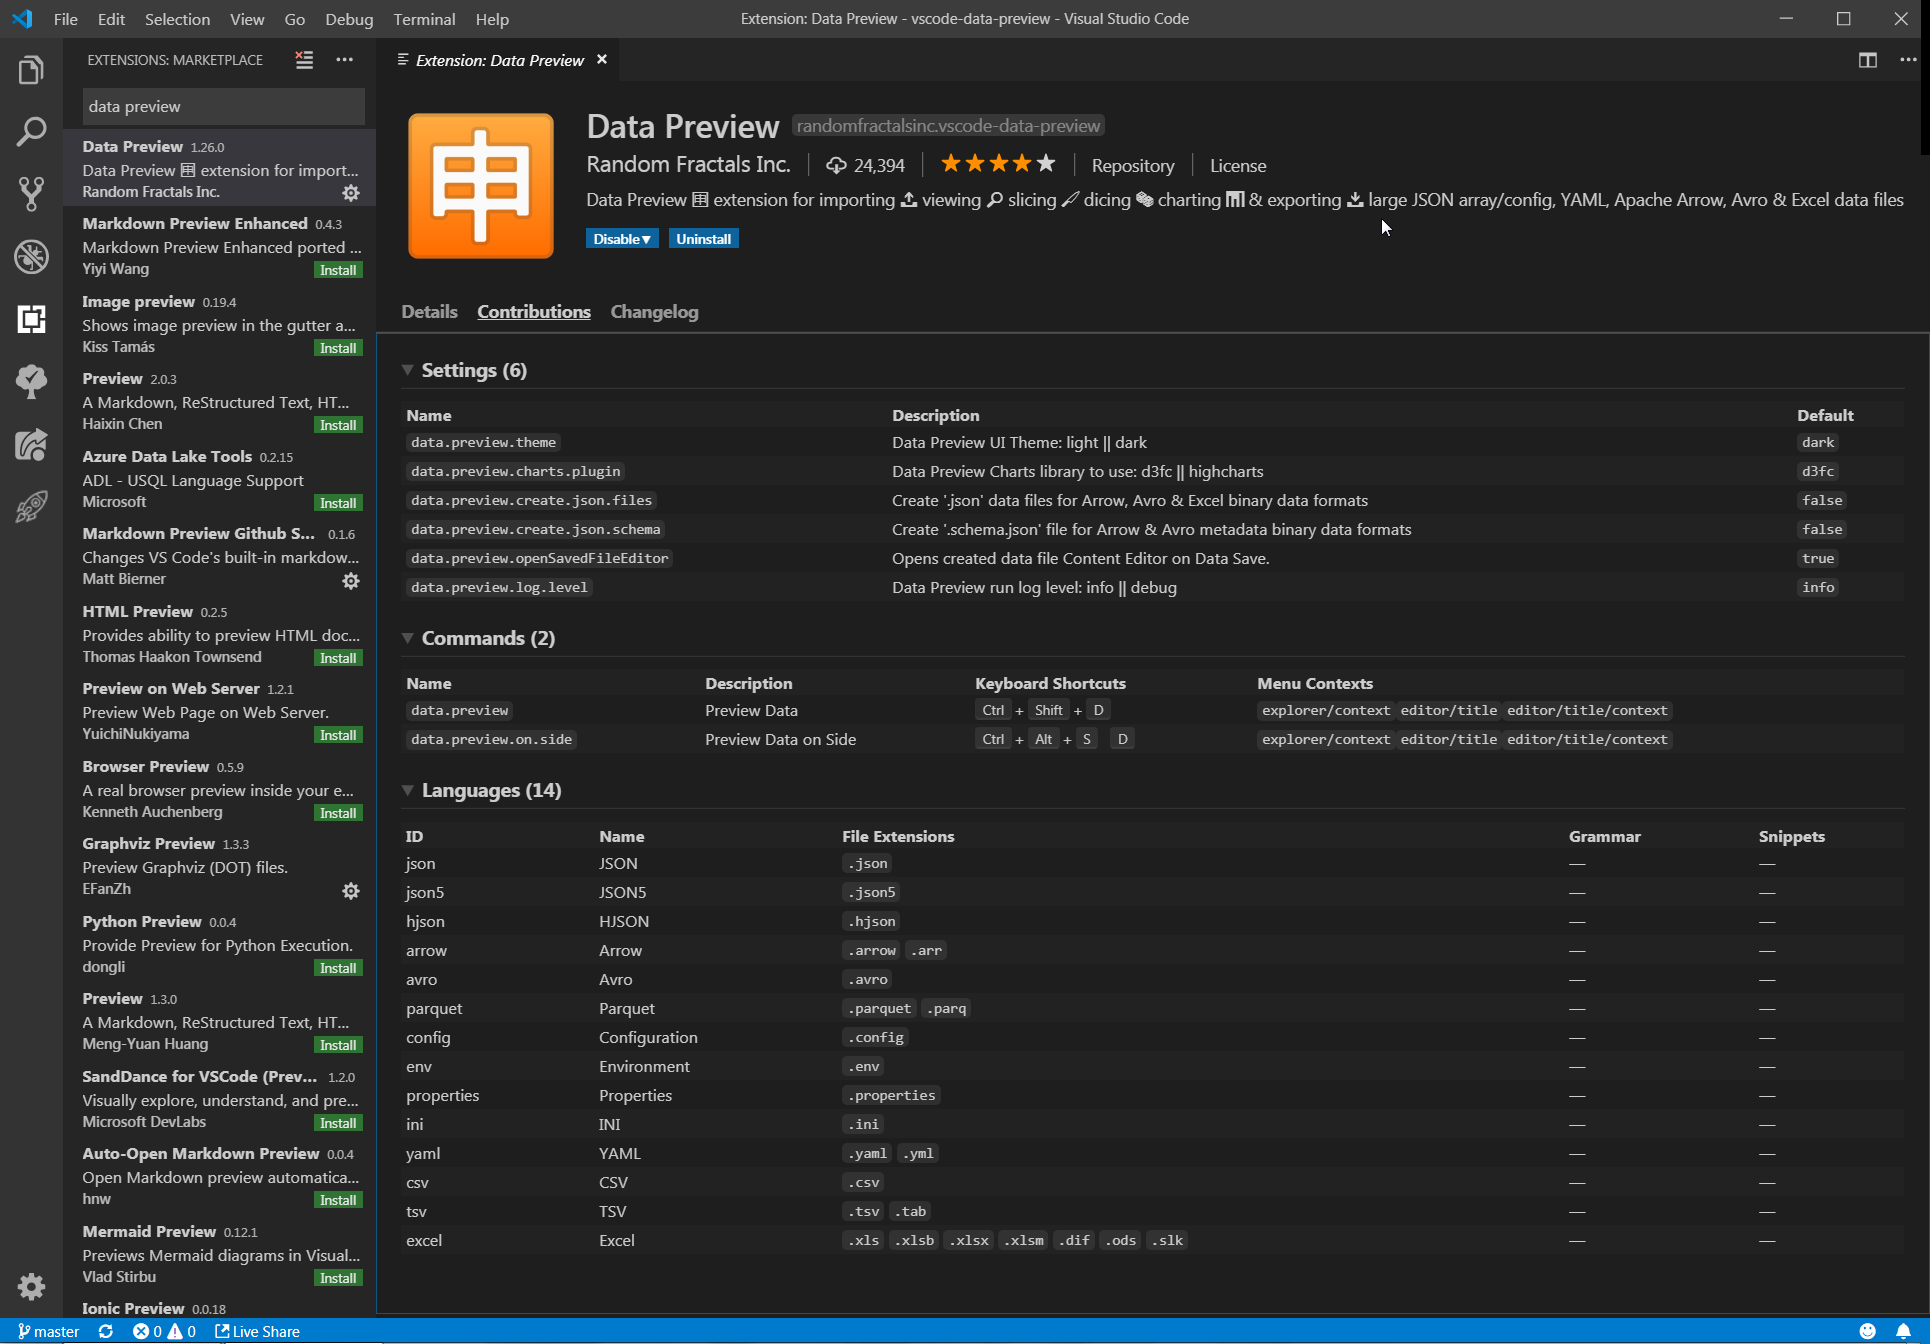 File Edit Selection View Go Debug Terminal Help
Extension: Data Preview - vscode-data-preview - Visual Studio Code
EXTENSIONS: MARKETPLACE
data preview
Data Preview 1.26.0
Data Preview extension for import...
Random Fractals Inc.
Markdown Preview Enhanced 0.4.3
Markdown Preview Enhanced ported ...
Yiyi Wang Install
Image preview 0.19.4
Shows image preview in the gutter a...
Kiss Tamás Install
Preview 2.0.3
A Markdown, ReStructured Text, HT...
Haixin Chen Install
Azure Data Lake Tools 0.2.15
ADL - USQL Language Support
Microsoft Install
Markdown Preview Github S... 0.1.6
Changes VS Code's built-in markdow...
Matt Bierner
HTML Preview 0.2.5
Provides ability to preview HTML doc...
Thomas Haakon Townsend Install
Preview on Web Server 1.2.1
Preview Web Page on Web Server.
YuichiNukiyama Install
Browser Preview 0.5.9
A real browser preview inside your e...
Kenneth Auchenberg Install
Graphviz Preview 1.3.3
Preview Graphviz (DOT) files.
EFanZh
Python Preview 0.0.4
Provide Preview for Python Execution.
dongli Install
Preview 1.3.0
A Markdown, ReStructured Text, HT...
Meng-Yuan Huang Install
SandDance for VSCode (Prev... 1.2.0
Visually explore, understand, and pre...
Microsoft DevLabs Install
Auto-Open Markdown Preview 0.0.4
Open Markdown preview automatica...
hnw Install
Mermaid Preview 0.12.1
Previews Mermaid diagrams in Visual...
Vlad Stirbu Install
Ionic Preview 0.0.18
Extension: Data Preview
申
Data Preview randomfractalsinc.vscode-data-preview
Random Fractals Inc. 24,394 Repository License
Data Preview extension for importing viewing slicing dicing charting & exporting large JSON array/config, YAML, Apache Arrow, Avro & Excel data files
Disable Uninstall
Details Contributions Changelog
Settings (6)
Name Description Default
data.preview.theme Data Preview UI Theme: light || dark dark
data.preview.charts.plugin Data Preview Charts library to use: d3fc || highcharts d3fc
data.preview.create.json.files Create '.json' data files for Arrow, Avro & Excel binary data formats false
data.preview.create.json.schema Create '.schema.json' file for Arrow & Avro metadata binary data formats false
data.preview.openSavedFileEditor Opens created data file Content Editor on Data Save. true
data.preview.log.level Data Preview run log level: info || debug info
Commands (2)
Name Description Keyboard Shortcuts Menu Contexts
data.preview Preview Data Ctrl + Shift + D explorer/context editor/title editor/title/context
data.preview.on.side Preview Data on Side Ctrl + Alt + S D explorer/context editor/title editor/title/context
Languages (14)
ID Name File Extensions Grammar Snippets
json JSON .json — —
json5 JSON5 .json5 — —
hjson HJSON .hjson — —
arrow Arrow .arrow .arr — —
avro Avro .avro — —
parquet Parquet .parquet .parq — —
config Configuration .config — —
env Environment .env — —
properties Properties .properties — —
ini INI .ini — —
yaml YAML .yaml .yml — —
csv CSV .csv — —
tsv TSV .tsv .tab — —
excel Excel .xls .xlsb .xlsx .xlsm .dif .ods .slk — —
master 0 0 Live Share